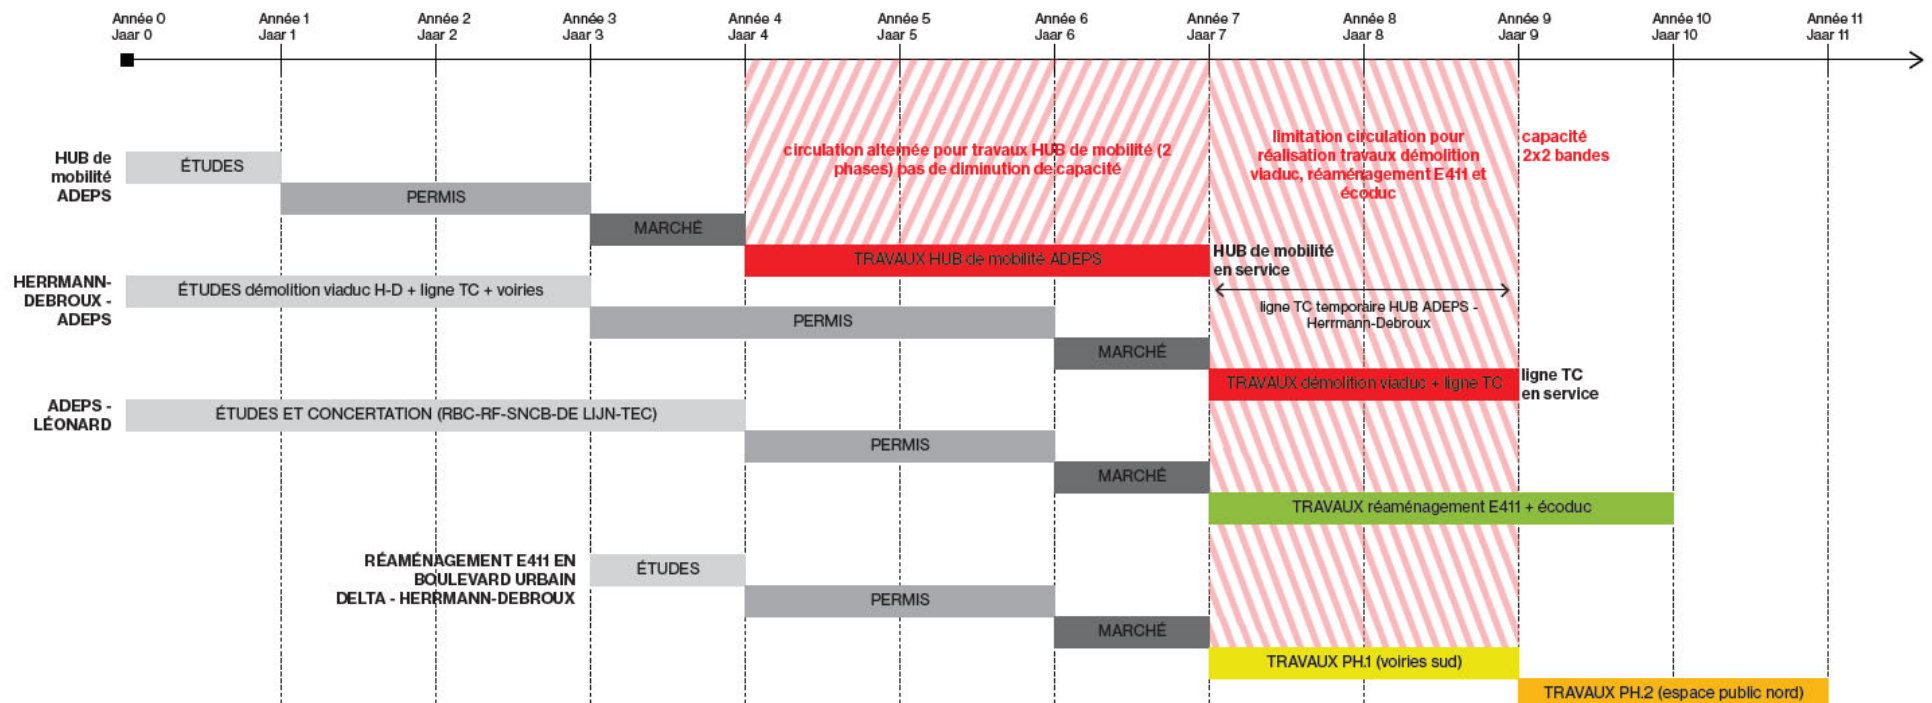 Année 0
Jaar 0
Année 1
Jaar 1
Année 2
Jaar 2
Année 3
Jaar 3
Année 4
Jaar 4
Année 5
Jaar 5
Année 6
Jaar 6
Année 7
Jaar 7
Année 8
Jaar 8
Année 9
Jaar 9
Année 10
Jaar 10
Année 11
Jaar 11
circulation alternée pour travaux HUB de mobilité (2
phases) pas de diminution de capacité
limitation circulation pour
réalisation travaux démolition
viaduc, réaménagement E411 et
écoduc
capacité
2x2 bandes
HUB de
mobilité
ADEPS
ÉTUDES
PERMIS
MARCHÉ
TRAVAUX HUB de mobilité ADEPS
HUB de mobilité
en service
HERRMANN-
DEBROUX -
ADEPS
ÉTUDES démolition viaduc H-D + ligne TC + voiries
ligne TC temporaire HUB ADEPS -
Herrmann-Debroux
PERMIS
MARCHÉ
TRAVAUX démolition viaduc + ligne TC
ligne TC
en service
ADEPS -
LÉONARD
ÉTUDES ET CONCERTATION (RBC-RF-SNCB-DE LIJN-TEC)
PERMIS
MARCHÉ
TRAVAUX réaménagement E411 + écoduc
RÉAMÉNAGEMENT E411 EN
BOULEVARD URBAIN
DELTA - HERRMANN-DEBROUX
ÉTUDES
PERMIS
MARCHÉ
TRAVAUX PH.1 (voiries sud)
TRAVAUX PH.2 (espace public nord)